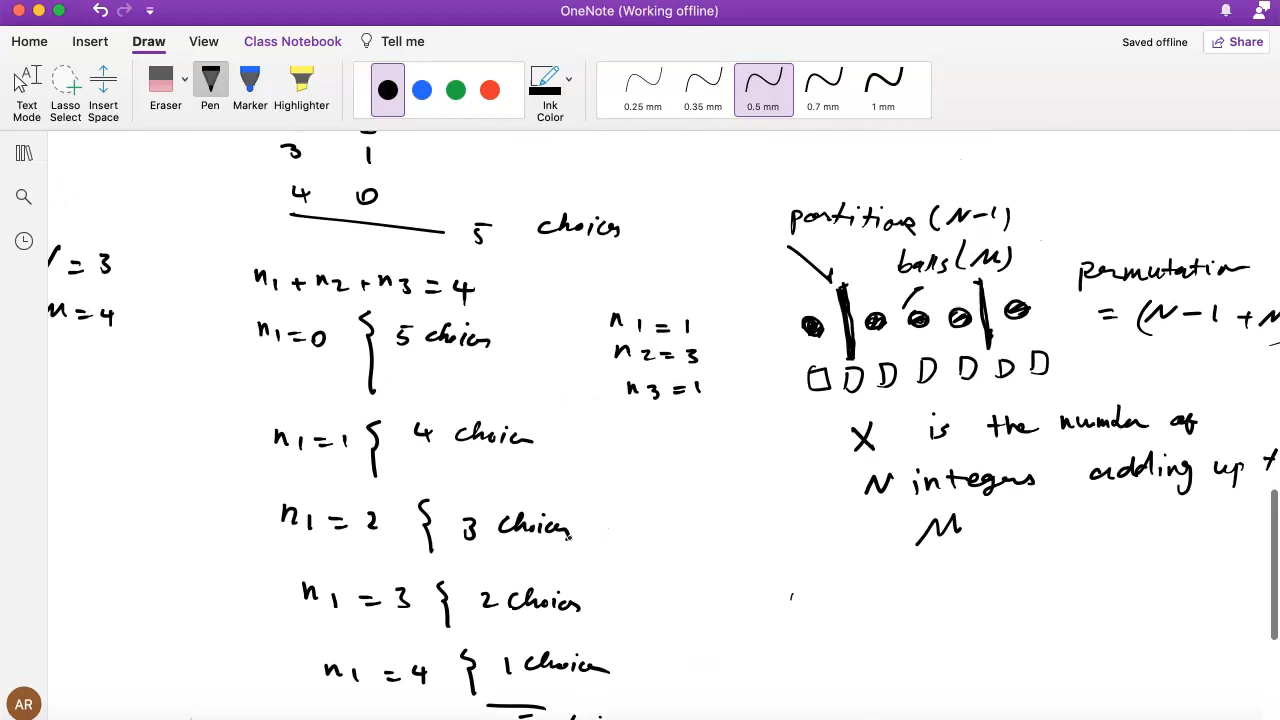 OneNote (Working offline)
Home Insert Draw View Class Notebook Tell me
Saved offline Share
Text Mode
Lasso Select
Insert Space
Eraser
Pen
Marker
Highlighter
Ink Color
0.25 mm
0.35 mm
0.5 mm
0.7 mm
1 mm
3 1
4 0
5 choices
= 3
= 4
n1 + n2 + n3 = 4
n1 = 0 { 5 choices
n1 = 1 { 4 choices
n1 = 2 { 3 choices
n1 = 3 { 2 choices
n1 = 4 { 1 choices
n1 = 1
n2 = 3
n3 = 1
partitions (N-1)
balls (M)
permutation
= (N - 1 +
X is the number of
N integers adding up
M
AR